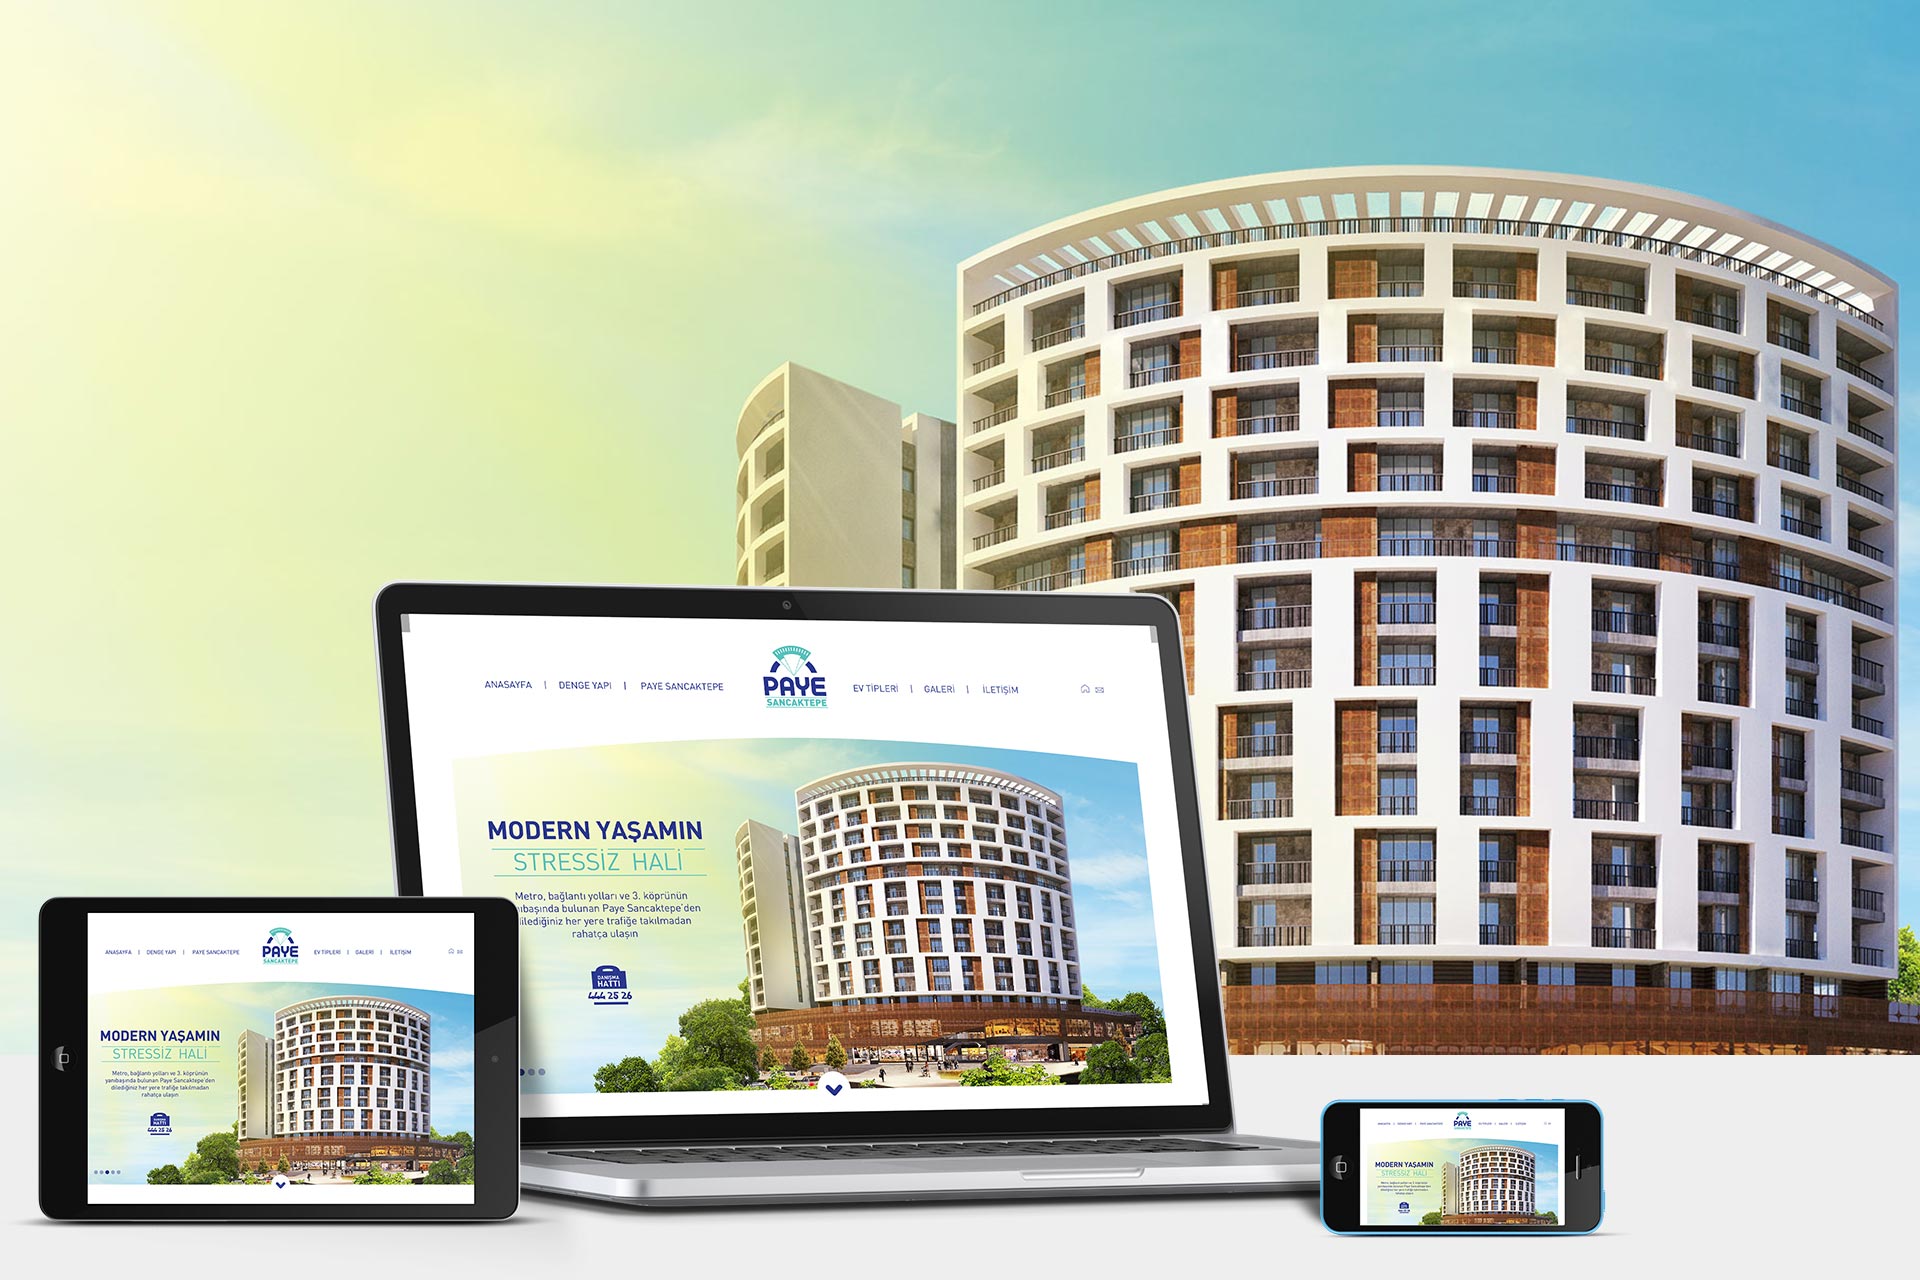 ANASAYFA | DENGE YAPI | PAYE SANCAKTEPE
PAYE
SANCAKTEPE
EV TİPLERİ | GALERİ | İLETİŞİM
MODERN YAŞAMIN
STRESSİZ HALİ
Metro, bağlantı yolları ve 3. köprünün
bulunan Paye Sancaktepe'den
dilediğiniz her yere trafiğe takılmadan
rahatça ulaşın
DANIŞMA
HATTI
444 25 26
ANASAYFA | DENGE YAPI | PAYE SANCAKTEPE
PAYE
SANCAKTEPE
EV TİPLERİ | GALERİ | İLETİŞİM
MODERN YAŞAMIN
STRESSİZ HALİ
Metro, bağlantı yolları ve 3. köprünün
yanıbaşında bulunan Paye Sancaktepe'den
dilediğiniz her yere trafiğe takılmadan
rahatça ulaşın
DANIŞMA
HATTI
444 25 26
PAYE
MODERN YAŞAMIN
STRESSİZ HALİ